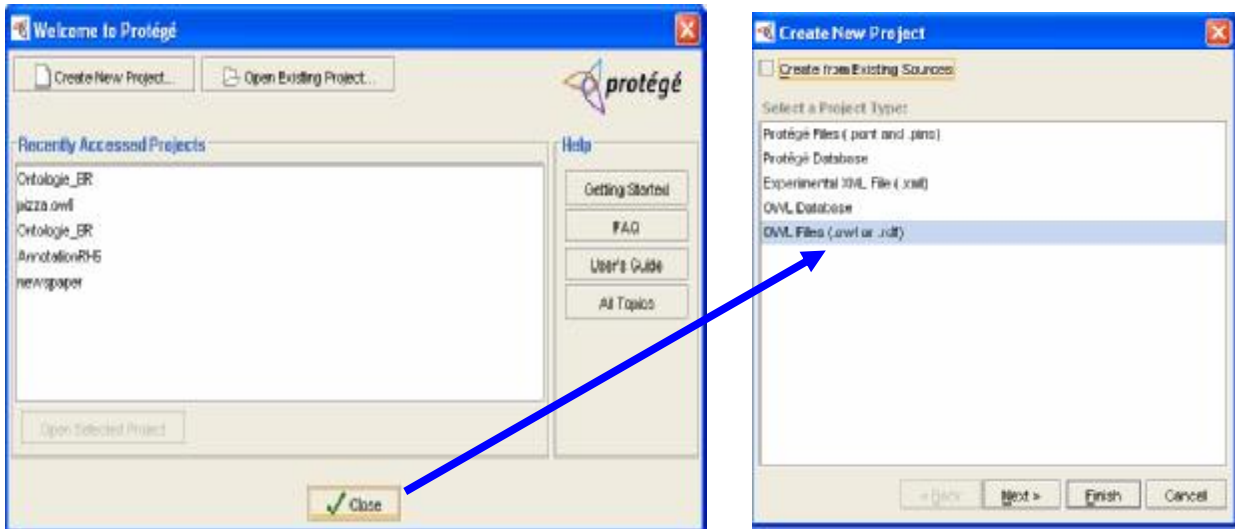 Welcome to Protégé
Create New Project...
Open Existing Project...
protégé
Recently Accessed Projects
Ontologie_BR
pizza.owl
Ontologie_BR
AnnotationRHS
newspaper
Open Selected Project
Help
Getting Started
FAQ
User's Guide
All Topics
Close
Create New Project
Create from Existing Sources
Select a Project Type:
Protégé Files (.pont and .pins)
Protégé Database
Experimental XML File (.xml)
OWL Database
OWL Files (.owl or .rdf)
< Back
Next >
Finish
Cancel